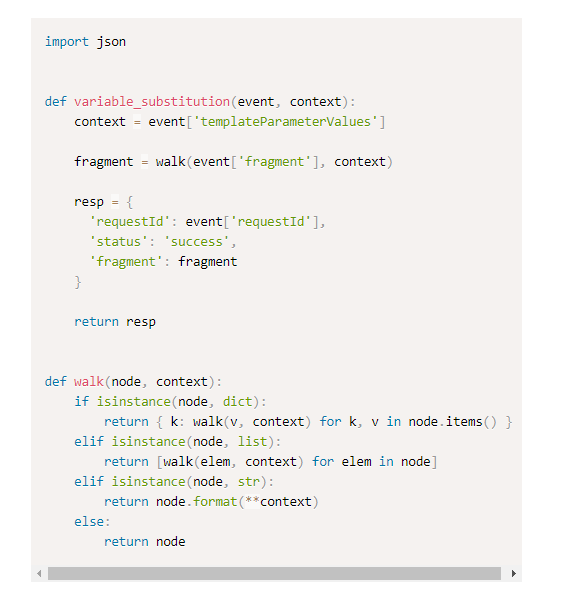 import json
def variable_substitution(event, context):
    context = event['templateParameterValues']
    fragment = walk(event['fragment'], context)
    resp = {
      'requestId': event['requestId'],
      'status': 'success',
      'fragment': fragment
    }
    return resp
def walk(node, context):
    if isinstance(node, dict):
        return { k: walk(v, context) for k, v in node.items() }
    elif isinstance(node, list):
        return [walk(elem, context) for elem in node]
    elif isinstance(node, str):
        return node.format(**context)
    else:
        return node